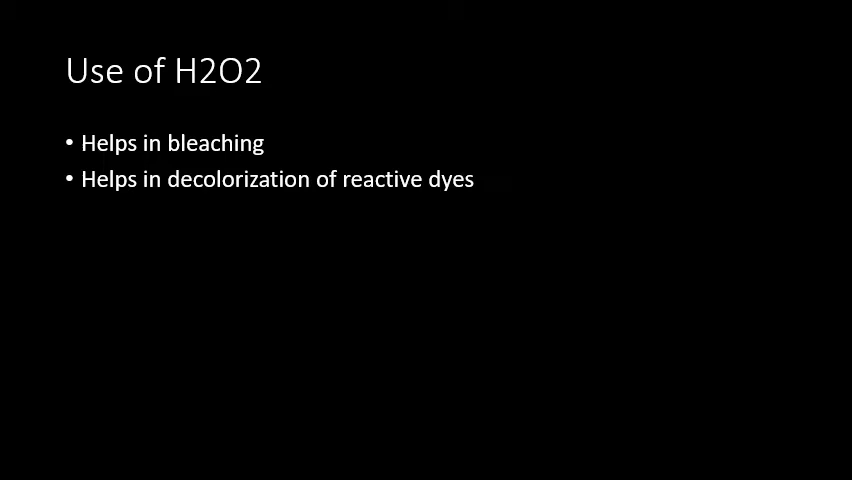 Use of H2O2
• Helps in bleaching
• Helps in decolorization of reactive dyes